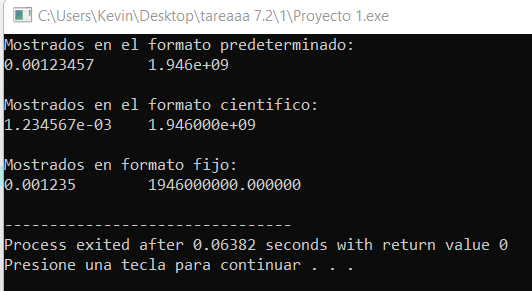 C:\Users\Kevin\Desktop\tareaaa 7.2\1\Proyecto 1.exe
Mostrados en el formato predeterminado:
0.00123457 1.946e+09
Mostrados en el formato cientifico:
1.234567e-03 1.946000e+09
Mostrados en formato fijo:
0.001235 1946000000.000000
--------------------------------
Process exited after 0.06382 seconds with return value 0
Presione una tecla para continuar . . .